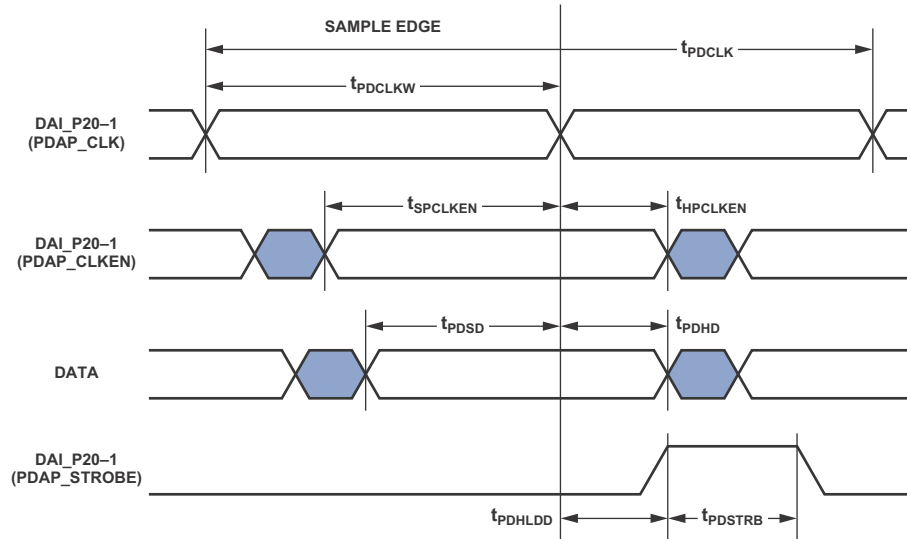 SAMPLE EDGE
tPDCLK
tPDCLKW
DAI_P20–1
(PDAP_CLK)
tSPCLKEN
tHPCLKEN
DAI_P20–1
(PDAP_CLKEN)
tPDSD
tPDHD
DATA
DAI_P20–1
(PDAP_STROBE)
tPDHLDD
tPDSTRB